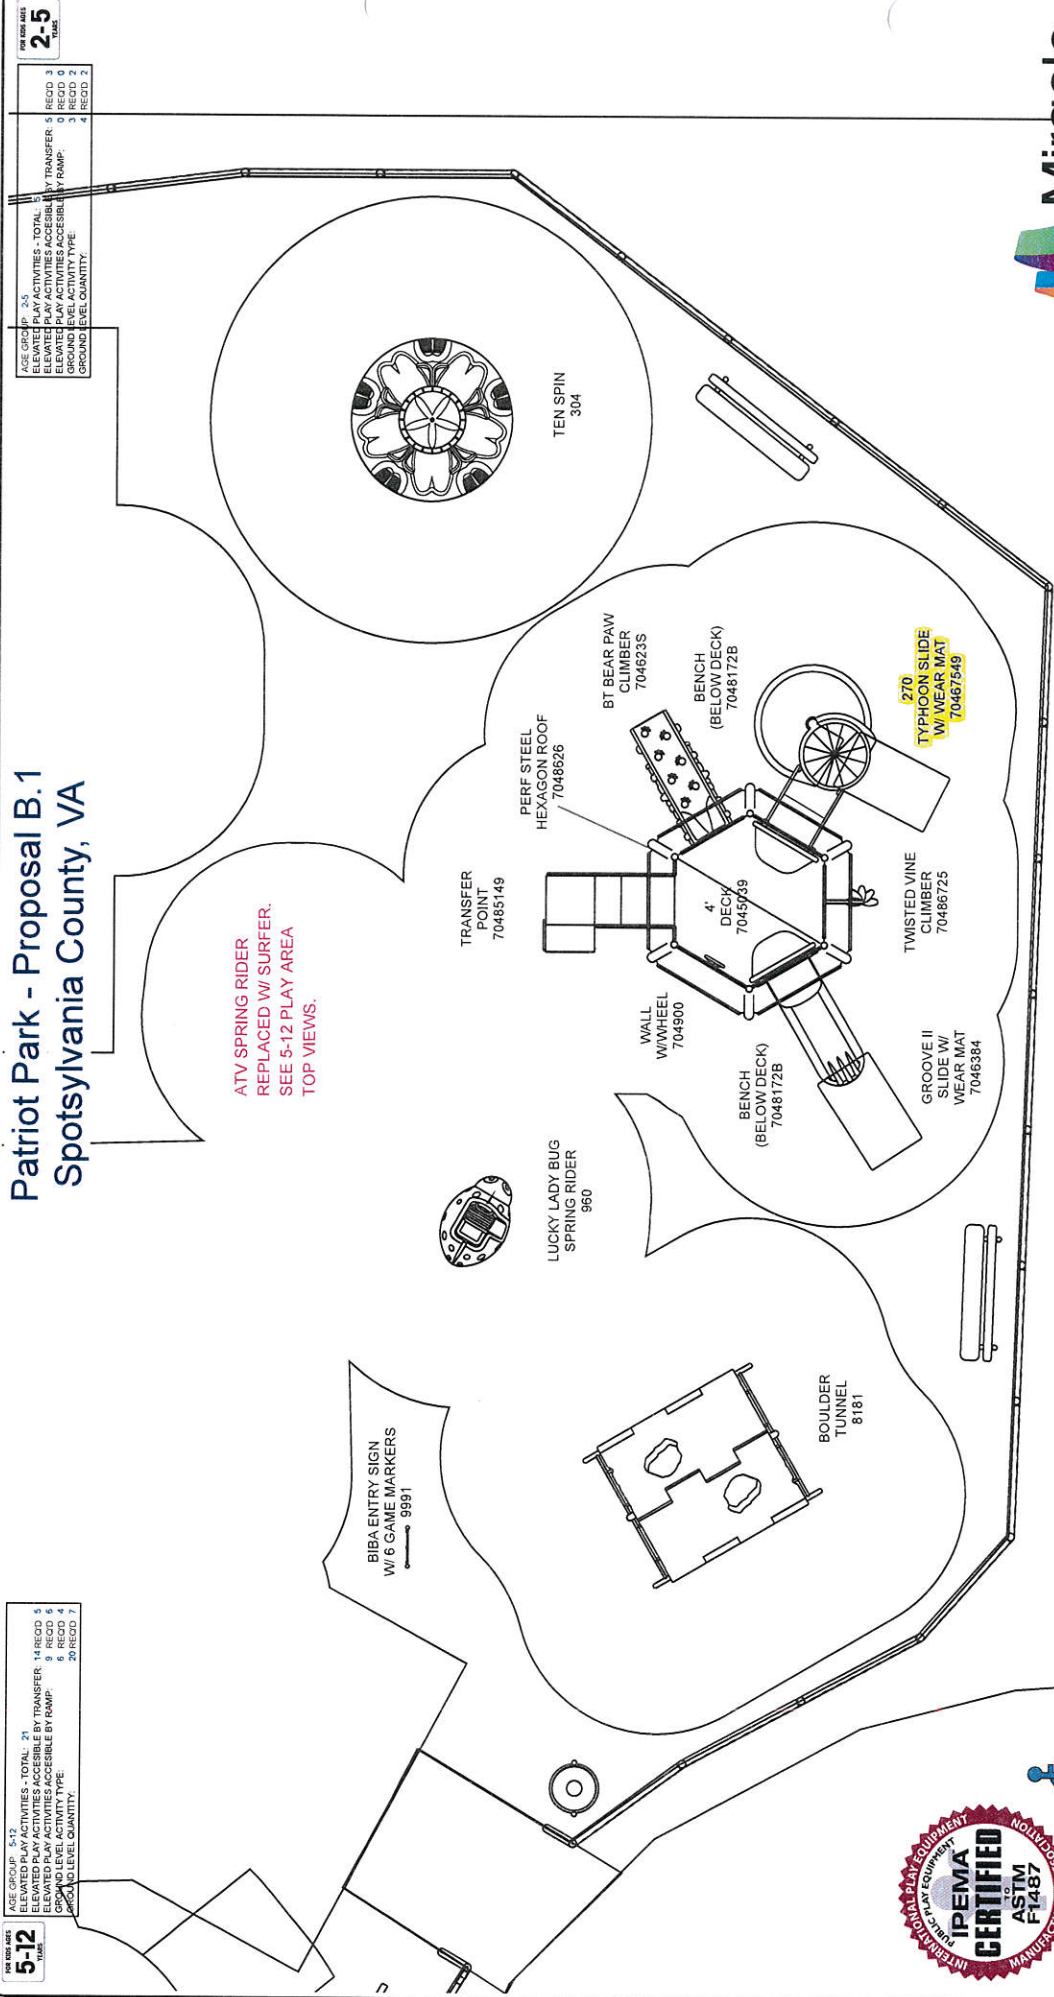 FOR KIDS AGES
5-12
YEARS
AGE GROUP: 5-12
ELEVATED PLAY ACTIVITIES - TOTAL: 21
ELEVATED PLAY ACTIVITIES ACCESIBLE BY TRANSFER: 14 REQ'D 5
ELEVATED PLAY ACTIVITIES ACCESIBLE BY RAMP: 9 REQ'D 6
GROUND LEVEL ACTIVITY TYPE: 6 REQ'D 4
GROUND LEVEL QUANTITY: 20 REQ'D 7
Patriot Park - Proposal B.1
Spotsylvania County, VA
AGE GROUP: 2-5
ELEVATED PLAY ACTIVITIES - TOTAL: 5
ELEVATED PLAY ACTIVITIES ACCESIBLE BY TRANSFER: 5 REQ'D 3
ELEVATED PLAY ACTIVITIES ACCESIBLE BY RAMP: 0 REQ'D 0
GROUND LEVEL ACTIVITY TYPE: 3 REQ'D 2
GROUND LEVEL QUANTITY: 4 REQ'D 2
FOR KIDS AGES
2-5
YEARS
ATV SPRING RIDER
REPLACED W/ SURFER.
SEE 5-12 PLAY AREA
TOP VIEWS.
BIBA ENTRY SIGN
W/ 6 GAME MARKERS
9991
LUCKY LADY BUG
SPRING RIDER
960
TRANSFER
POINT
70485149
PERF STEEL
HEXAGON ROOF
7048626
TEN SPIN
304
BT BEAR PAW
CLIMBER
704623S
BENCH
(BELOW DECK)
7048172B
WALL
W/WHEEL
704900
4'
DECK
7045039
BENCH
(BELOW DECK)
7048172B
BOULDER
TUNNEL
8181
GROOVE II
SLIDE W/
WEAR MAT
7046384
TWISTED VINE
CLIMBER
70486725
270
TYPHOON SLIDE
W/ WEAR MAT
70467549
INTERNATIONAL PLAY EQUIPMENT
PUBLIC PLAY EQUIPMENT
IPEMA
CERTIFIED
TO
ASTM
F1487